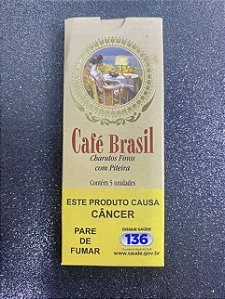 Café Brasil
Charutos Finos
com Piteira
Contém 5 unidades
ESTE PRODUTO CAUSA
CÂNCER
PARE
DE
FUMAR
DISQUE SAÚDE
136
www.saude.gov.br